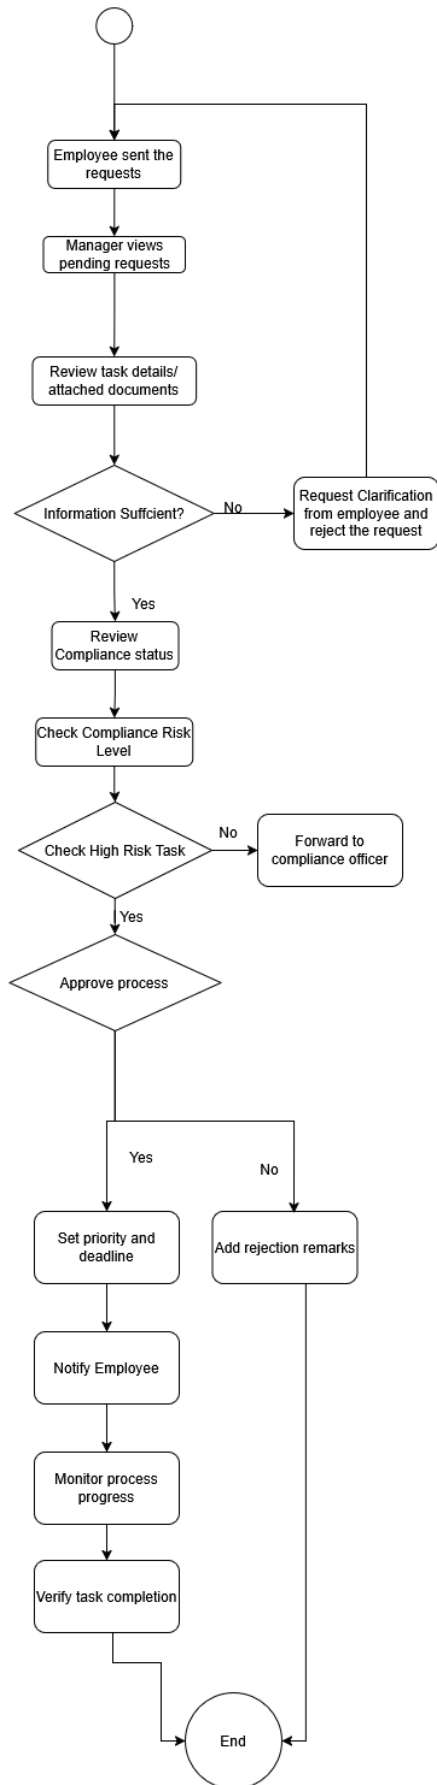 Employee sent the
requests
Manager views
pending requests
Review task details/
attached documents
Information Suffcient?
No
Request Clarification
from employee and
reject the request
Yes
Review
Compliance status
Check Compliance Risk
Level
Check High Risk Task
No
Forward to
compliance officer
Yes
Approve process
Yes
No
Set priority and
deadline
Add rejection remarks
Notify Employee
Monitor process
progress
Verify task completion
End